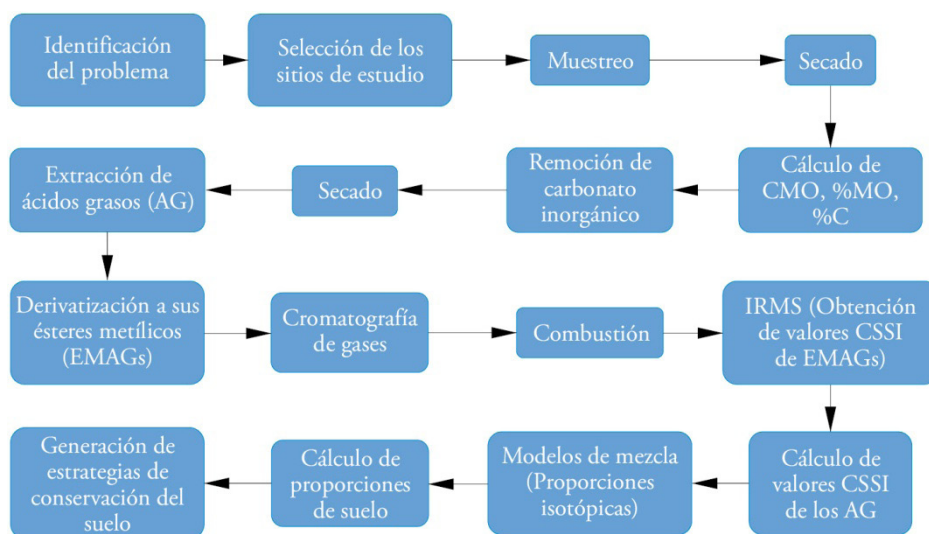 Identificación
del problema
Selección de los
sitios de estudio
Muestreo
Secado
Cálculo de
CMO, %MO,
%C
Remoción de
carbonato
inorgánico
Secado
Extracción de
ácidos grasos (AG)
Derivatización a sus
ésteres metílicos
(EMAGs)
Cromatografía
de gases
Combustión
IRMS (Obtención
de valores CSSI
de EMAGs)
Cálculo de
valores CSSI
de los AG
Modelos de mezcla
(Proporciones
isotópicas)
Cálculo de
proporciones
de suelo
Generación de
estrategias de
conservación del
suelo